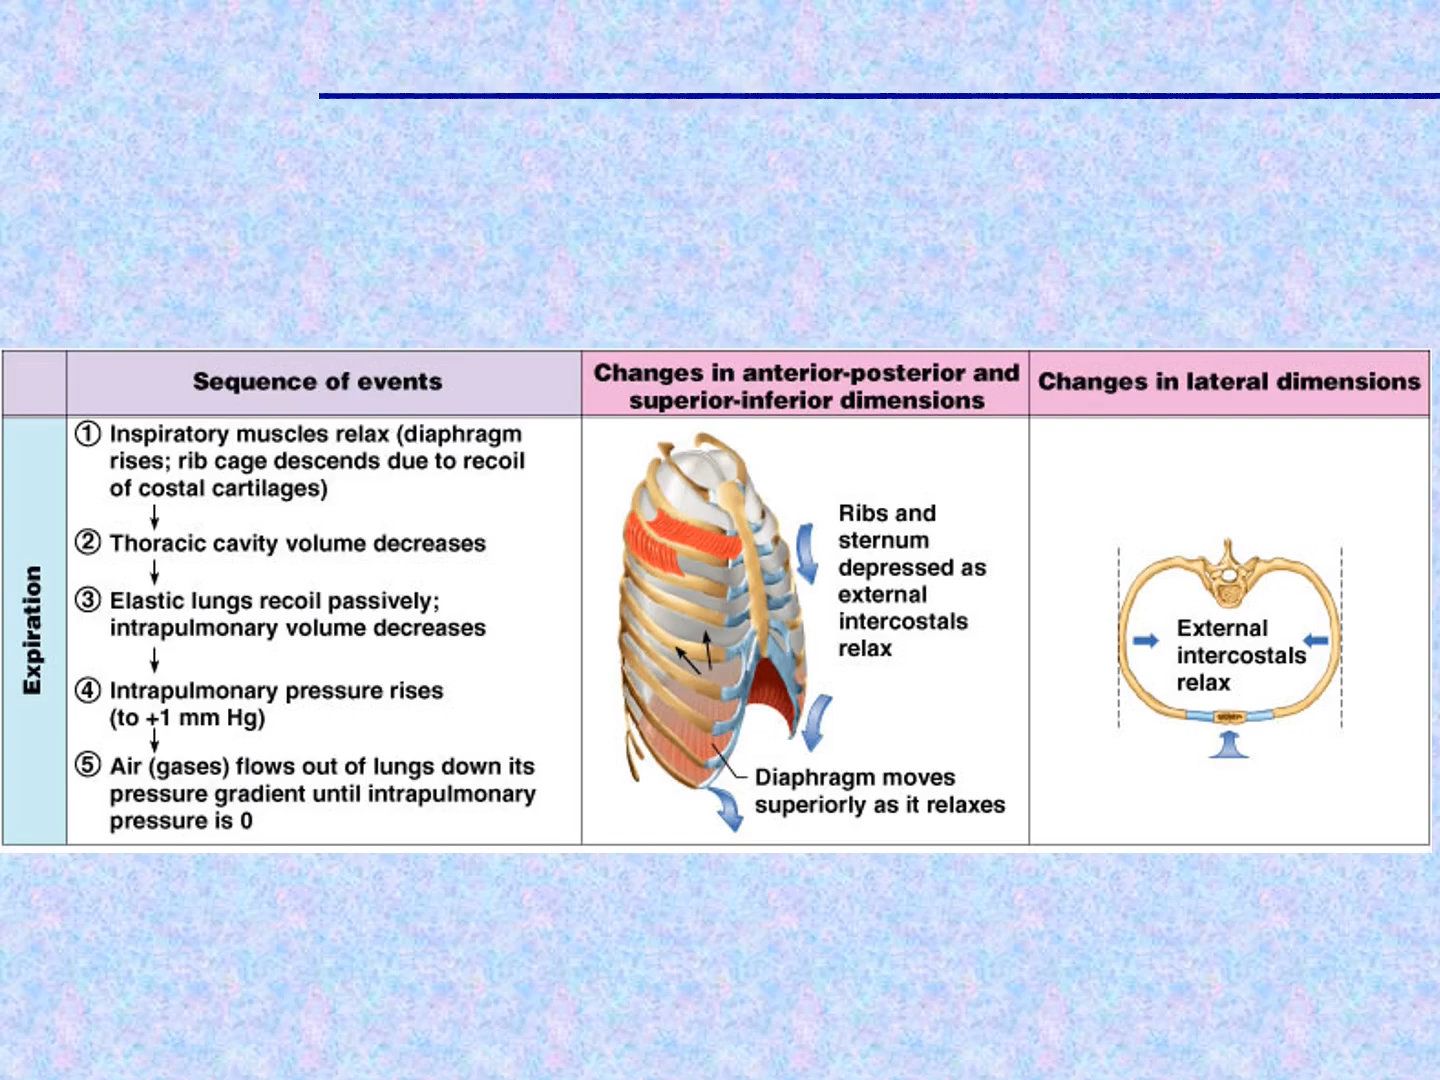 Sequence of events
Changes in anterior-posterior and
superior-inferior dimensions
Changes in lateral dimensions
Expiration
1 Inspiratory muscles relax (diaphragm
rises; rib cage descends due to recoil
of costal cartilages)
2 Thoracic cavity volume decreases
3 Elastic lungs recoil passively;
intrapulmonary volume decreases
4 Intrapulmonary pressure rises
(to +1 mm Hg)
5 Air (gases) flows out of lungs down its
pressure gradient until intrapulmonary
pressure is 0
Ribs and
sternum
depressed as
external
intercostals
relax
Diaphragm moves
superiorly as it relaxes
External
intercostals
relax